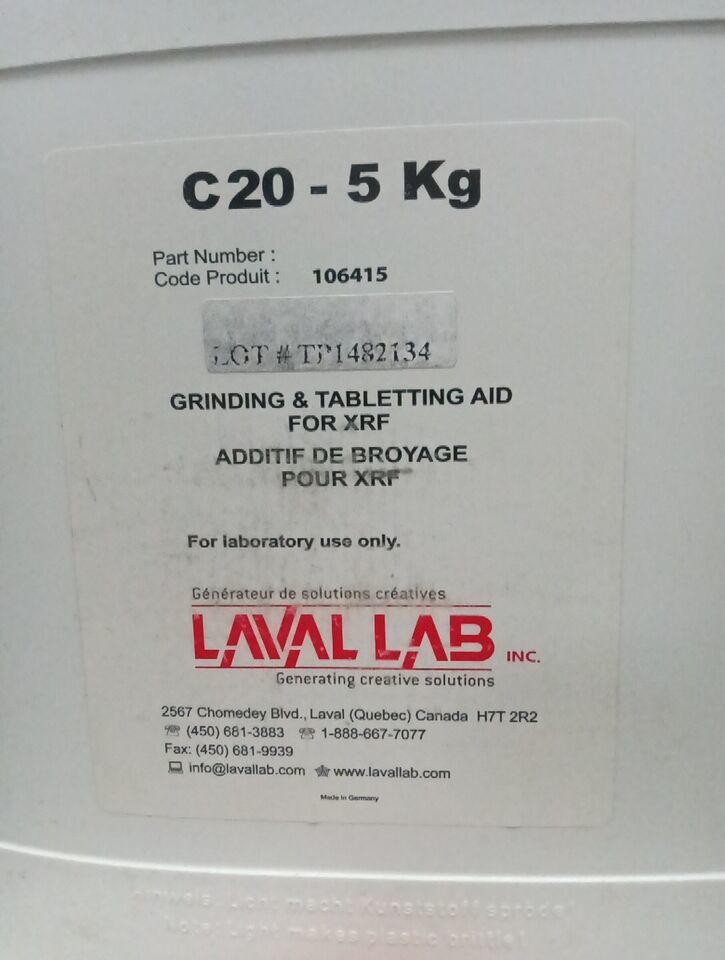 C20 - 5 Kg
Part Number :
Code Produit : 106415
LOT # TP1482134
GRINDING & TABLETTING AID
FOR XRF
ADDITIF DE BROYAGE
POUR XRF
For laboratory use only.
Générateur de solutions créatives
LAVAL LAB INC.
Generating creative solutions
2567 Chomedey Blvd., Laval (Quebec) Canada H7T 2R2
☏ (450) 681-3883 ☏ 1-888-667-7077
Fax: (450) 681-9939
info@lavallab.com www.lavallab.com
Made in Germany
Hinweis: Licht macht Kunststoff spröde!
Note: Light makes plastic brittle!